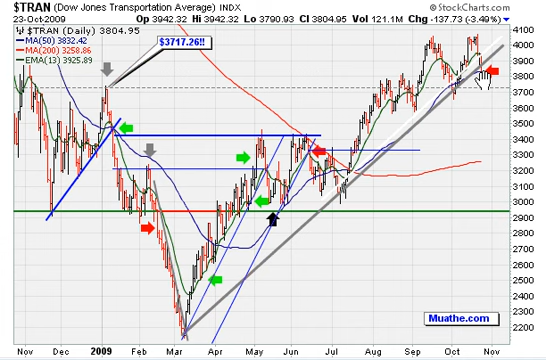 $TRAN (Dow Jones Transportation Average) INDX
© StockCharts.com
23-Oct-2009
Op 3942.32 Hi 3942.32 Lo 3790.93 Cl 3804.95 Vol 121.1M Chg -137.73 (-3.49%)
$TRAN (Daily) 3804.95
MA(50) 3832.42
MA(200) 3258.86
EMA(13) 3925.89
$3717.26!!
4100
4000
3900
3800
3700
3600
3500
3400
3300
3200
3100
3000
2900
2800
2700
2600
2500
2400
2300
2200
Muathe.com
Nov Dec 2009 Feb Mar Apr May Jun Jul Aug Sep Oct Nov